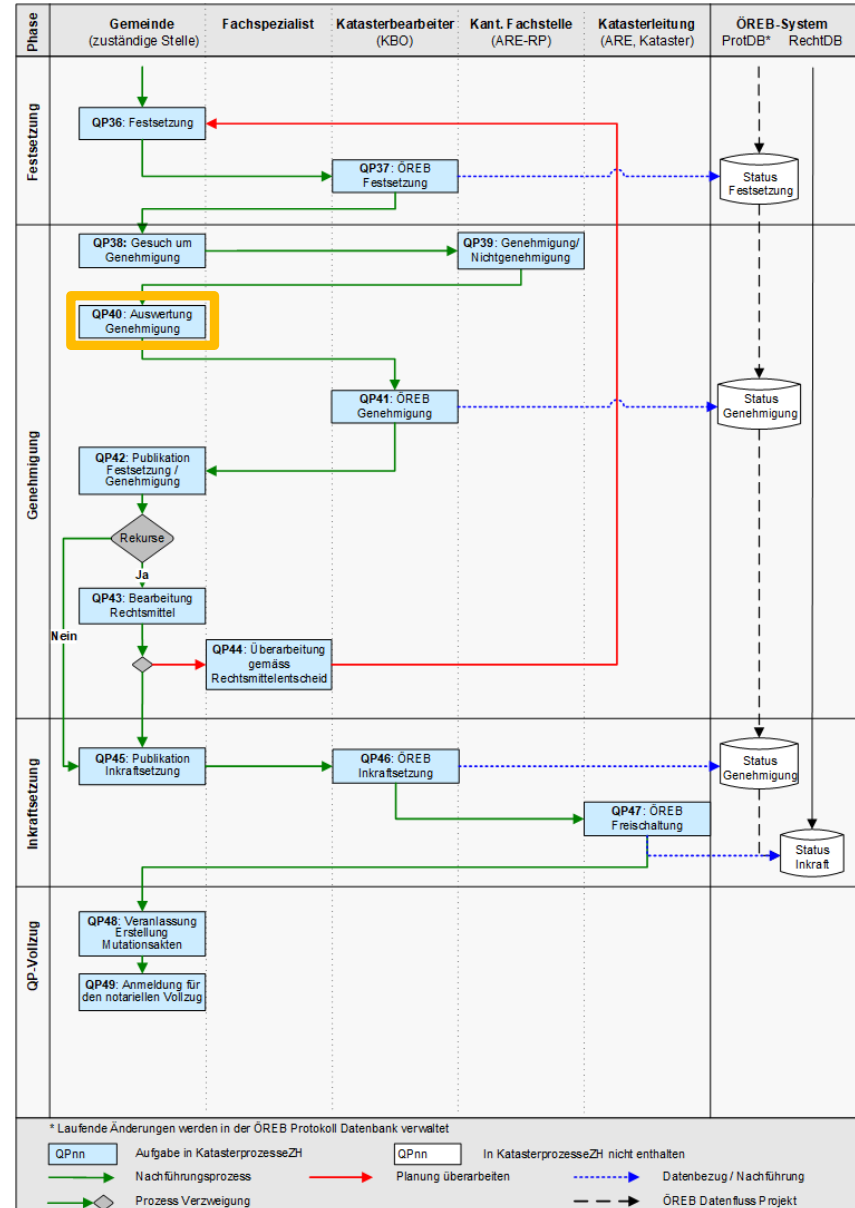 Phase
Gemeinde
(zuständige Stelle)
Fachspezialist
Katasterbearbeiter
(KBO)
Kant. Fachstelle
(ARE-RP)
Katasterleitung
(ARE, Kataster)
ÖREB-System
ProtDB* RechtDB
Festsetzung
QP36: Festsetzung
QP37: ÖREB
Festsetzung
Status
Festsetzung
Genehmigung
QP38: Gesuch um
Genehmigung
QP39: Genehmigung/
Nichtgenehmigung
QP40: Auswertung
Genehmigung
QP41: ÖREB
Genehmigung
Status
Genehmigung
QP42: Publikation
Festsetzung /
Genehmigung
Rekurse
Ja
QP43: Bearbeitung
Rechtsmittel
Nein
QP44: Überarbeitung
gemäss
Rechtsmittelentscheid
Inkraftsetzung
QP45: Publikation
Inkraftsetzung
QP46: ÖREB
Inkraftsetzung
Status
Genehmigung
QP47: ÖREB
Freischaltung
Status
Inkraft
QP-Vollzug
QP48: Veranlassung
Erstellung
Mutationsakten
QP49: Anmeldung für
den notariellen Vollzug
* Laufende Änderungen werden in der ÖREB Protokoll Datenbank verwaltet
QPnn Aufgabe in KatasterprozesseZH QPnn In KatasterprozesseZH nicht enthalten
Nachführungsprozess Planung überarbeiten Datenbezug / Nachführung
Prozess Verzweigung ÖREB Datenfluss Projekt